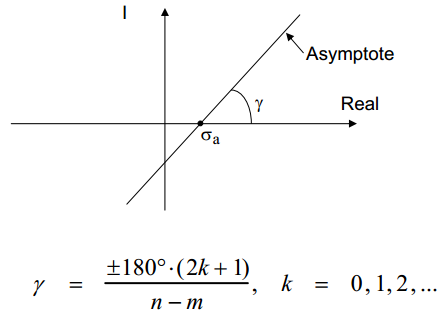 I
Asymptote
γ
Real
σa
γ = ±180°·(2k + 1) / n − m, k = 0, 1, 2, ...